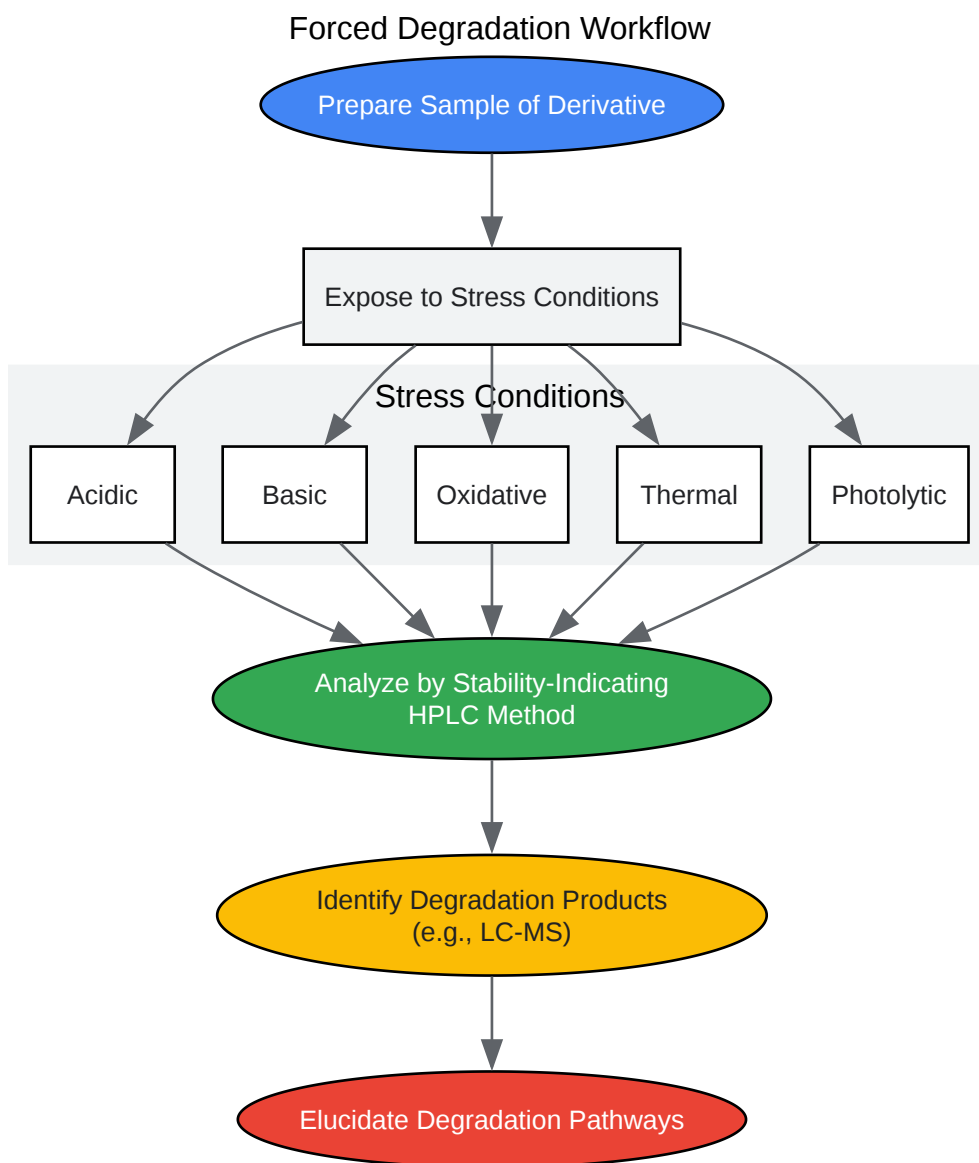 Forced Degradation Workflow
Prepare Sample of Derivative
Expose to Stress Conditions
Stress Conditions
Acidic
Basic
Oxidative
Thermal
Photolytic
Analyze by Stability-Indicating
HPLC Method
Identify Degradation Products
(e.g., LC-MS)
Elucidate Degradation Pathways